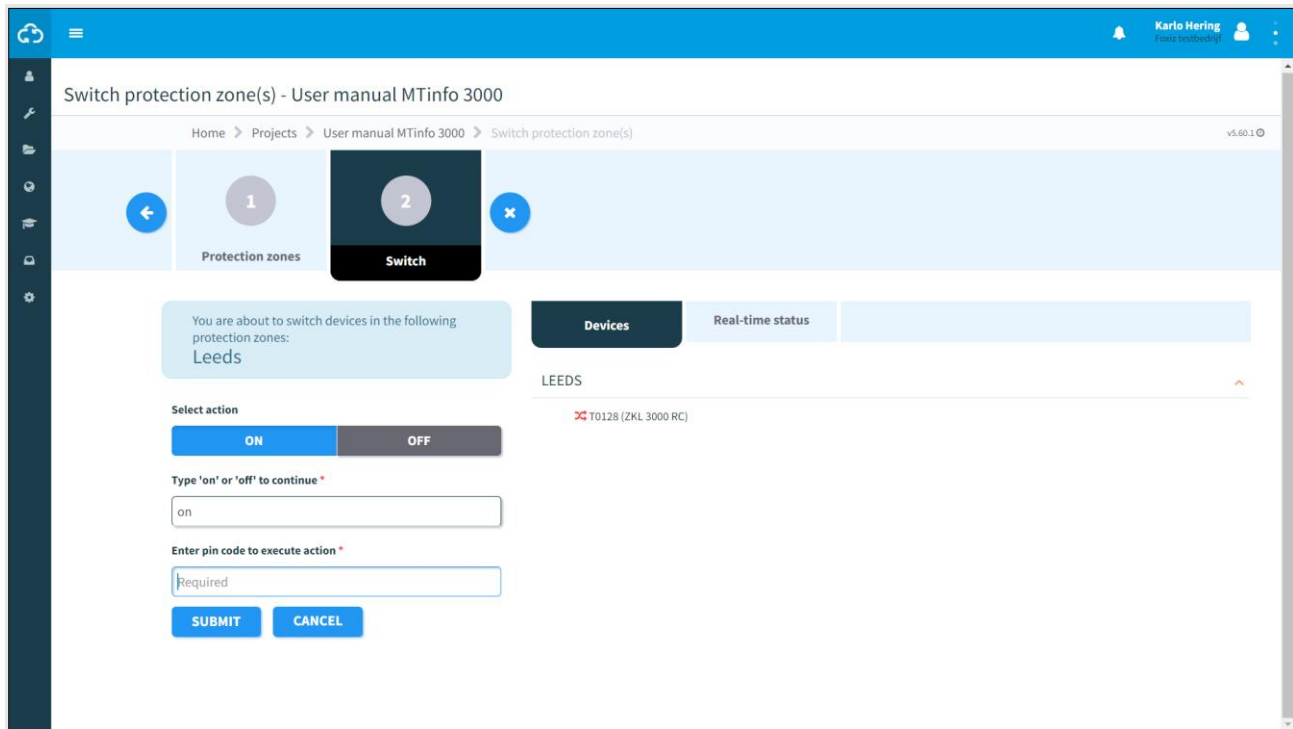 Karlo Hering
Foxiz testbedrijf
Switch protection zone(s) - User manual MTinfo 3000
Home Projects User manual MTinfo 3000 Switch protection zone(s)
v5.60.1
1
Protection zones
2
Switch
You are about to switch devices in the following
protection zones:
Leeds
Select action
ON OFF
Type 'on' or 'off' to continue *
on
Enter pin code to execute action *
Required
SUBMIT CANCEL
Devices Real-time status
LEEDS
T0128 (ZKL 3000 RC)